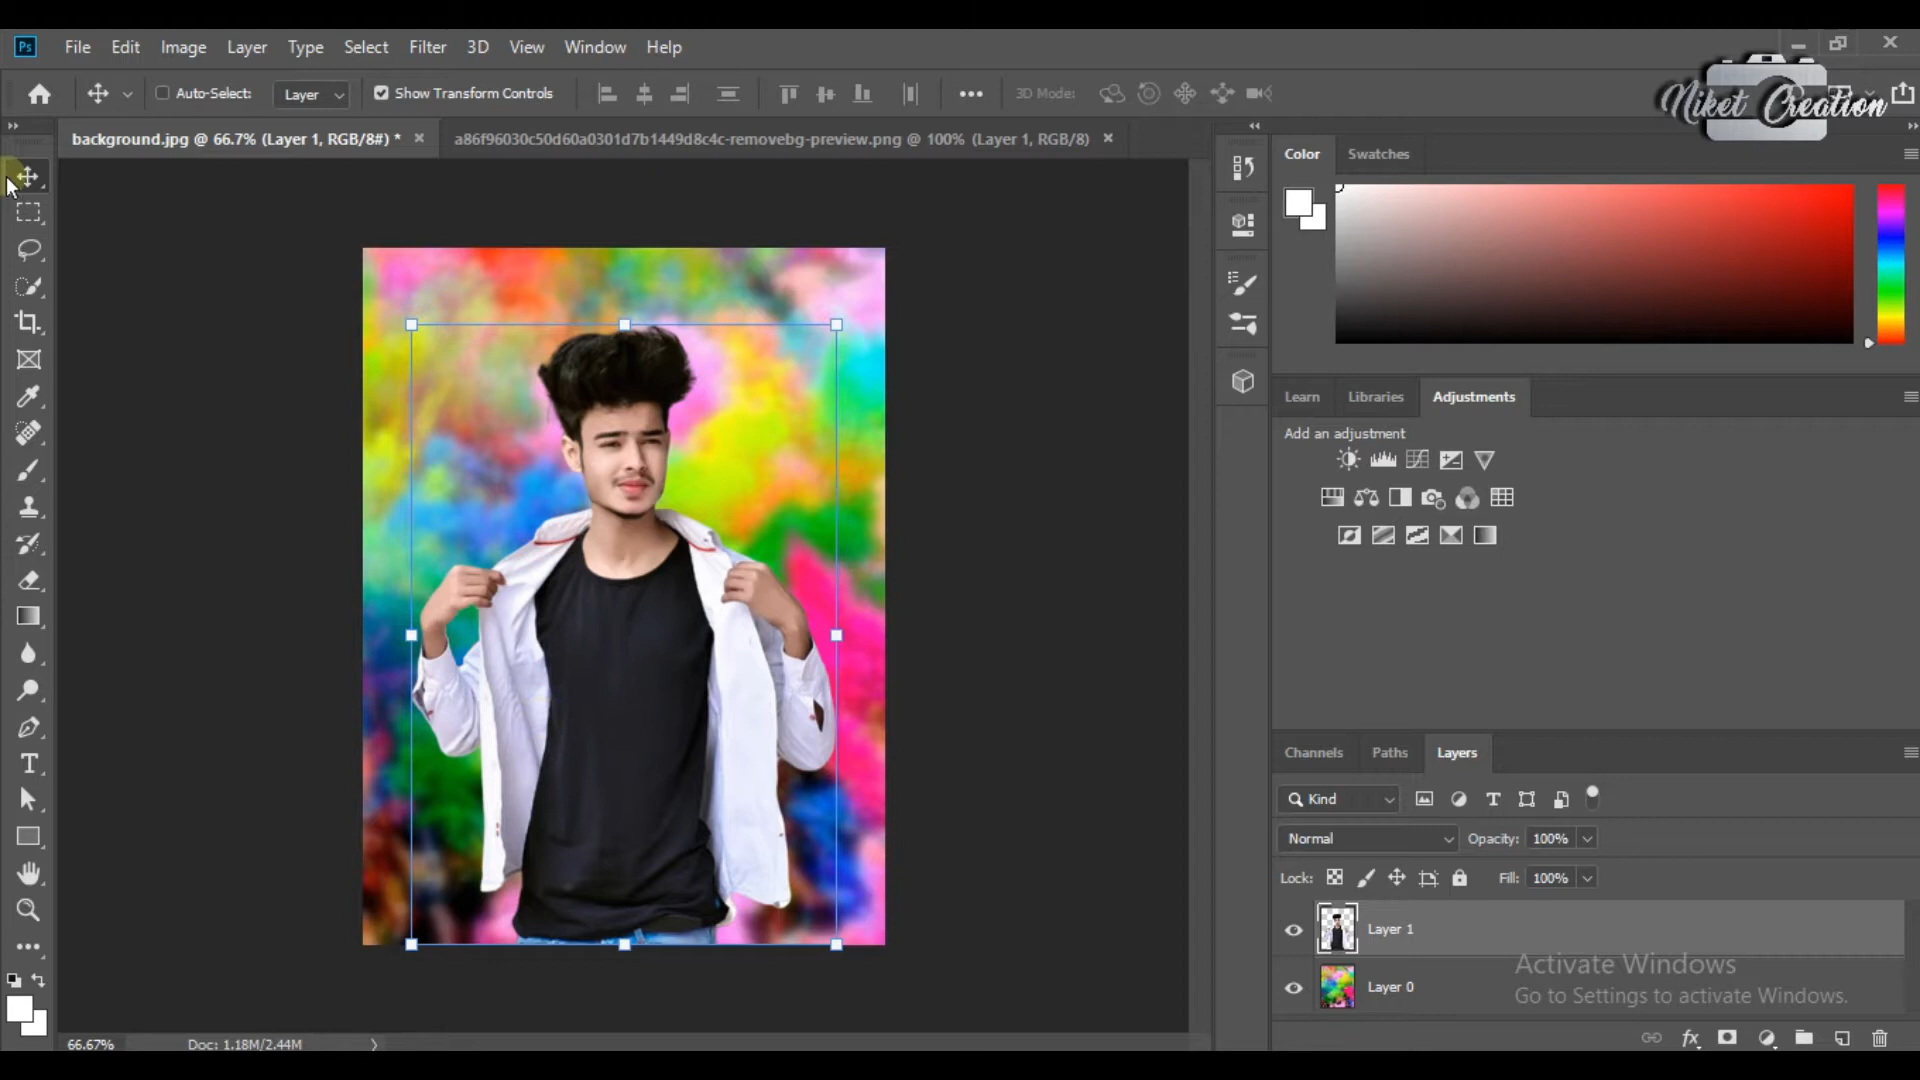 Ps File Edit Image Layer Type Select Filter 3D View Window Help
Auto-Select: Layer Show Transform Controls 3D Mode:
Niket Creation
background.jpg @ 66.7% (Layer 1, RGB/8#) * a86f96030c50d60a0301d7b1449d8c4c-removebg-preview.png @ 100% (Layer 1, RGB/8)
Color Swatches
Learn Libraries Adjustments
Add an adjustment
Channels Paths Layers
Kind
Normal Opacity: 100%
Lock: Fill: 100%
Layer 1
Layer 0
Activate Windows
Go to Settings to activate Windows.
66.67% Doc: 1.18M/2.44M
fx